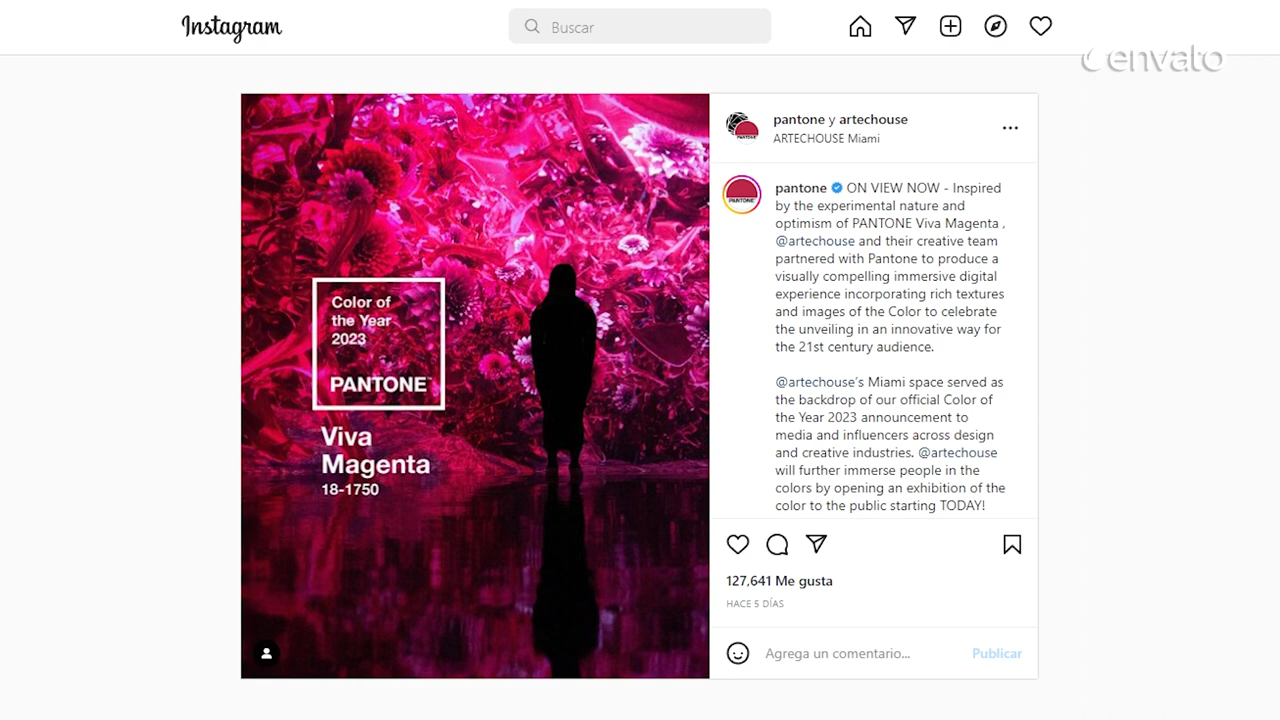 Instagram
Buscar
envato
Color of
the Year
2023
PANTONE™
Viva
Magenta
18-1750
pantone y artechouse
ARTECHOUSE Miami
PANTONE
pantone ON VIEW NOW - Inspired
by the experimental nature and
optimism of PANTONE Viva Magenta ,
@artechouse and their creative team
partnered with Pantone to produce a
visually compelling immersive digital
experience incorporating rich textures
and images of the Color to celebrate
the unveiling in an innovative way for
the 21st century audience.
@artechouse’s Miami space served as
the backdrop of our official Color of
the Year 2023 announcement to
media and influencers across design
and creative industries. @artechouse
will further immerse people in the
colors by opening an exhibition of the
color to the public starting TODAY!
127,641 Me gusta
HACE 5 DÍAS
Agrega un comentario...
Publicar